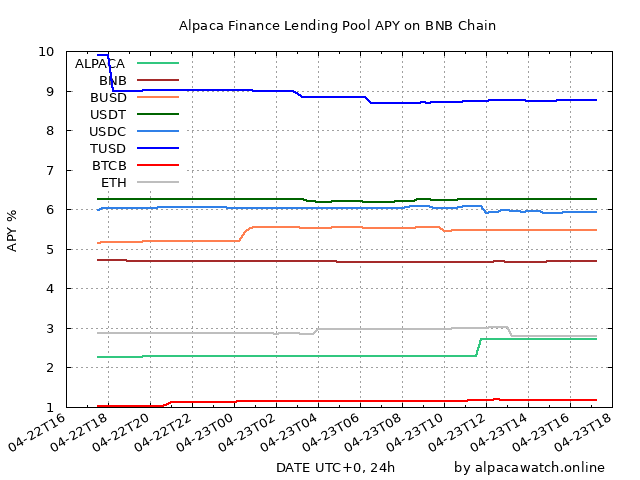 Alpaca Finance Lending Pool APY on BNB Chain
10
9
8
7
6
5
4
3
2
1
APY %
ALPACA
BNB
BUSD
USDT
USDC
TUSD
BTCB
ETH
04-22T16
04-22T18
04-22T20
04-22T22
04-23T00
04-23T02
04-23T04
04-23T06
04-23T08
04-23T10
04-23T12
04-23T14
04-23T16
04-23T18
DATE UTC+0, 24h
by alpacawatch.online